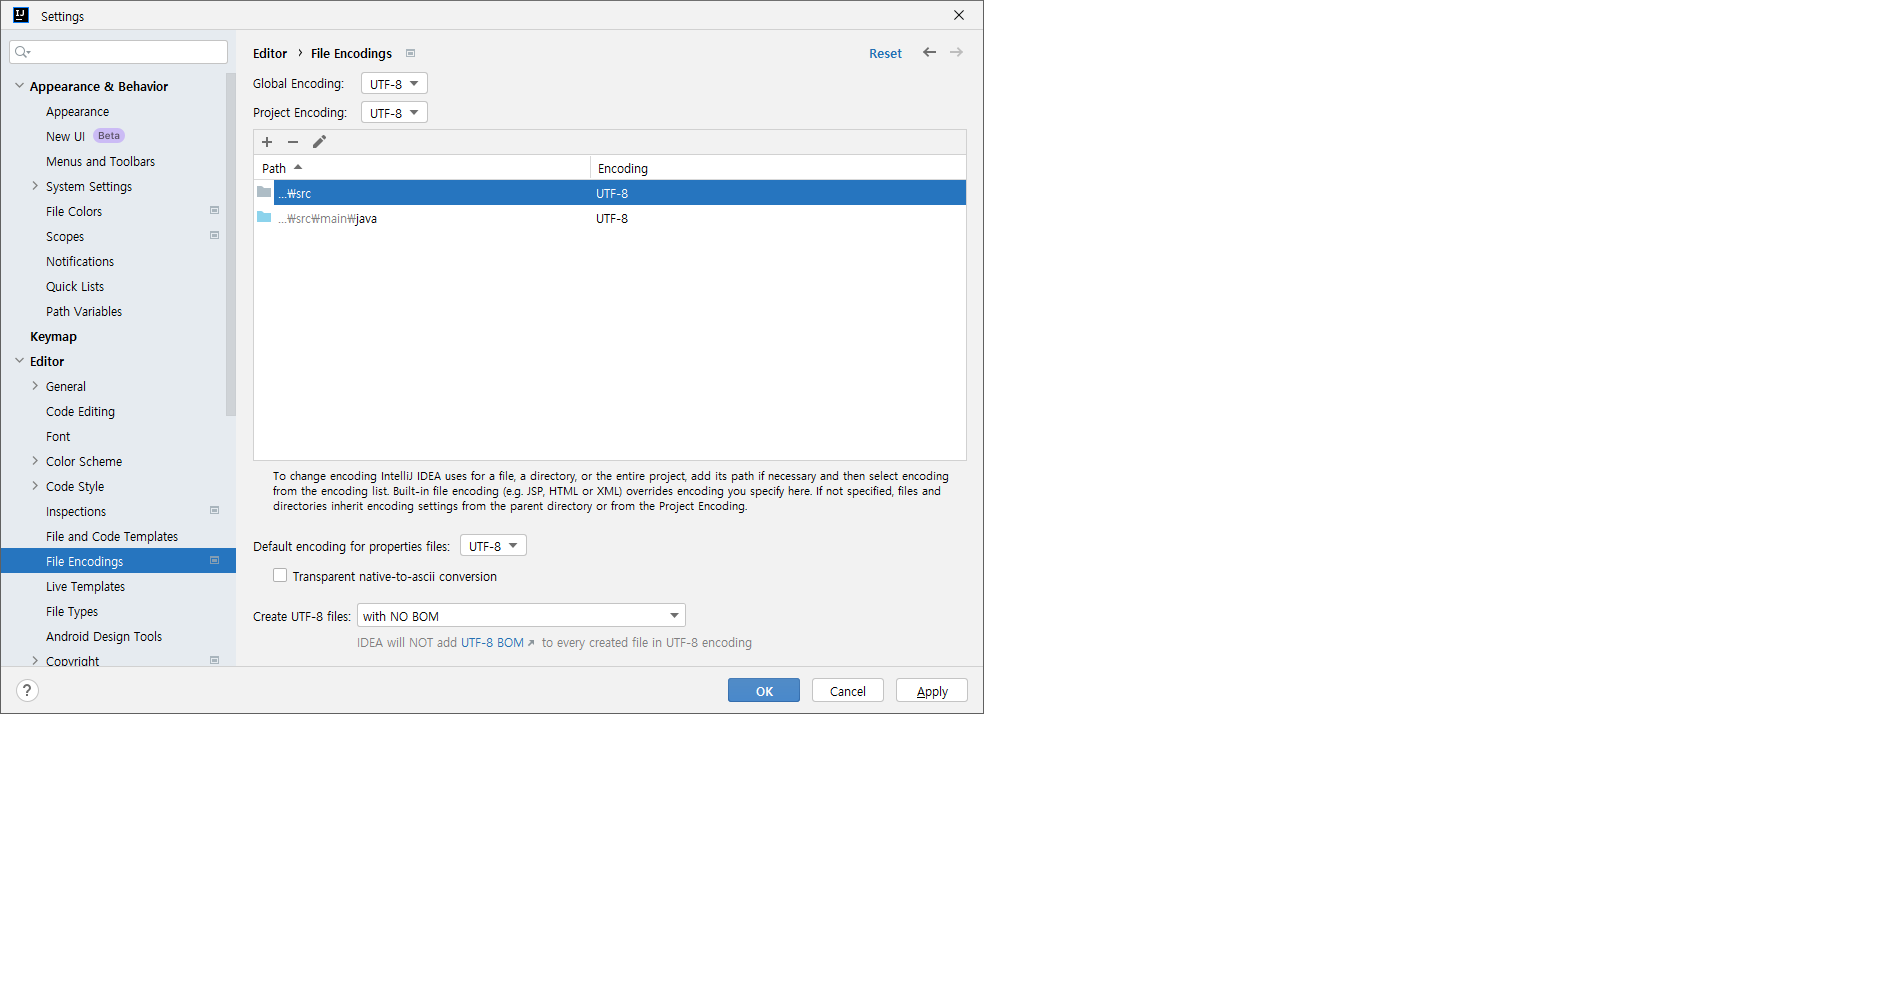 Settings
Appearance & Behavior
Appearance
New UI Beta
Menus and Toolbars
System Settings
File Colors
Scopes
Notifications
Quick Lists
Path Variables
Keymap
Editor
General
Code Editing
Font
Color Scheme
Code Style
Inspections
File and Code Templates
File Encodings
Live Templates
File Types
Android Design Tools
Copyright
Editor › File Encodings
Reset
Global Encoding: UTF-8
Project Encoding: UTF-8
Path Encoding
...₩src UTF-8
...₩src₩main₩java UTF-8
To change encoding IntelliJ IDEA uses for a file, a directory, or the entire project, add its path if necessary and then select encoding
from the encoding list. Built-in file encoding (e.g. JSP, HTML or XML) overrides encoding you specify here. If not specified, files and
directories inherit encoding settings from the parent directory or from the Project Encoding.
Default encoding for properties files: UTF-8
Transparent native-to-ascii conversion
Create UTF-8 files: with NO BOM
IDEA will NOT add UTF-8 BOM ↗ to every created file in UTF-8 encoding
?
OK Cancel Apply